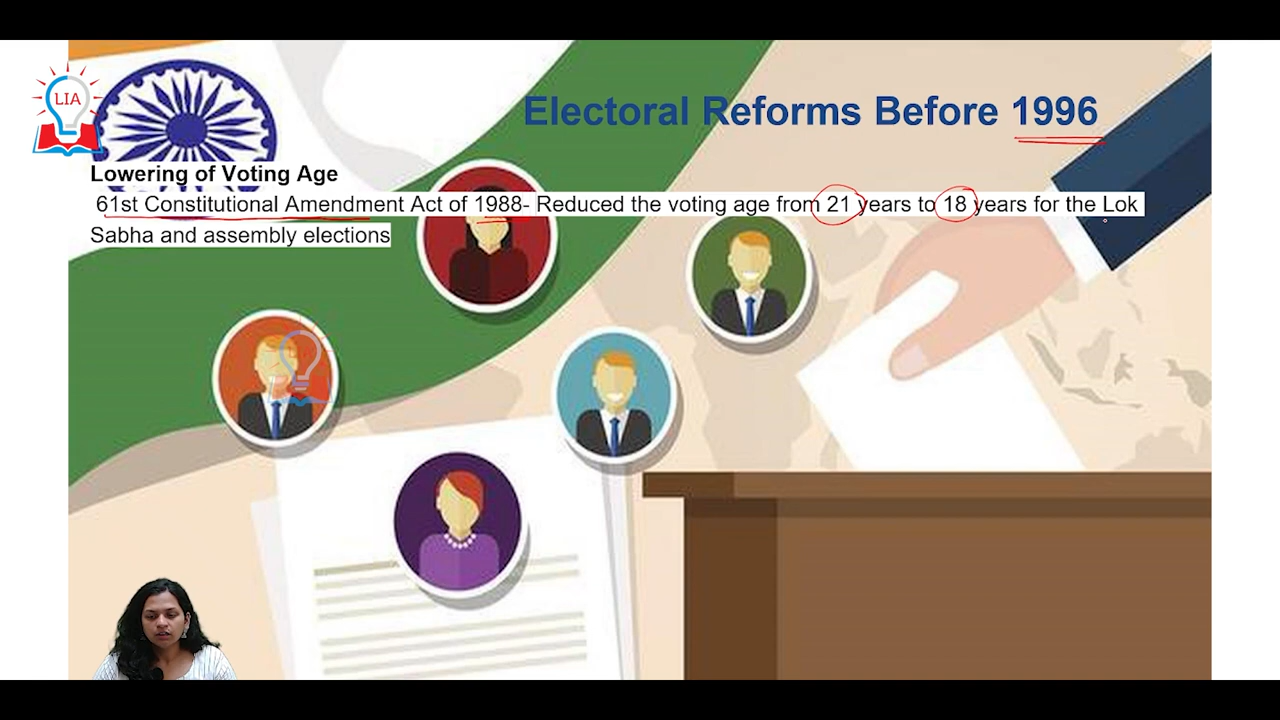 LIA
Electoral Reforms Before 1996
Lowering of Voting Age
61st Constitutional Amendment Act of 1988- Reduced the voting age from 21 years to 18 years for the Lok
Sabha and assembly elections